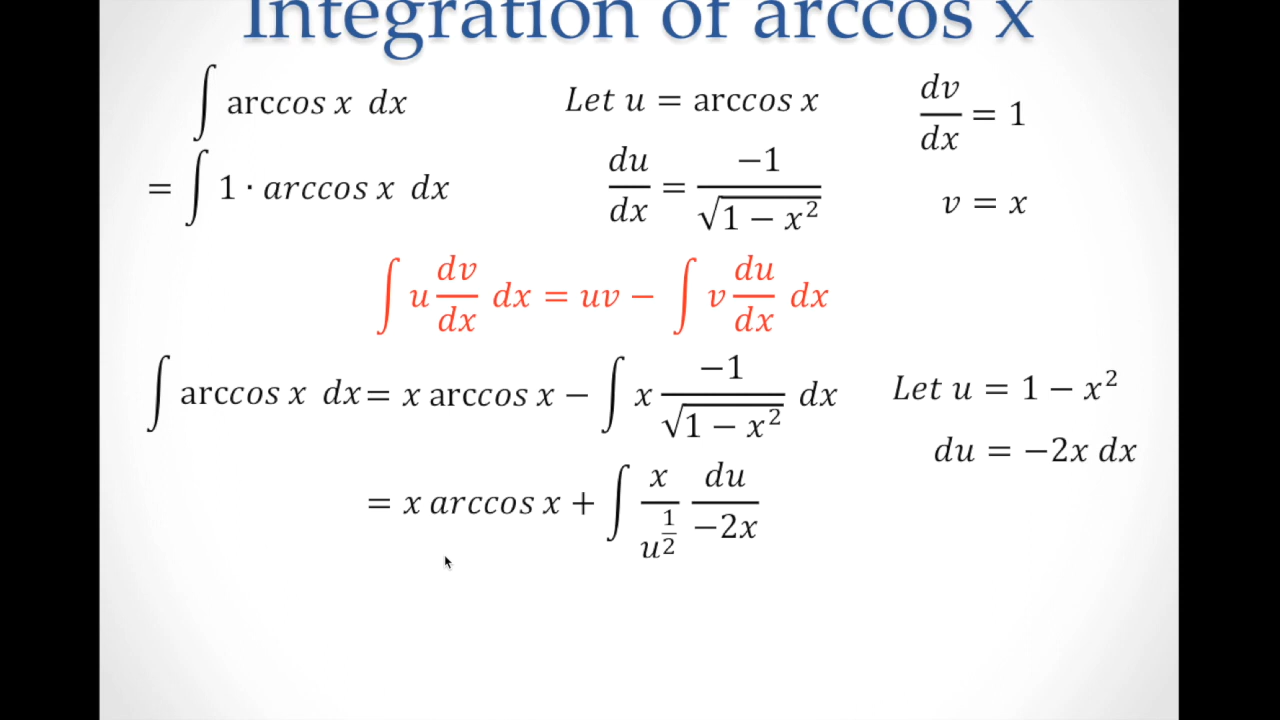 Integration of arccos x
∫ arccos x dx
Let u = arccos x
dv/dx = 1
= ∫ 1 · arccos x dx
du/dx = −1/√(1 − x²)
v = x
∫ u dv/dx dx = uv − ∫ v du/dx dx
∫ arccos x dx = x arccos x − ∫ x −1/√(1 − x²) dx
Let u = 1 − x²
du = −2x dx
= x arccos x + ∫ x/u^(1/2) du/−2x